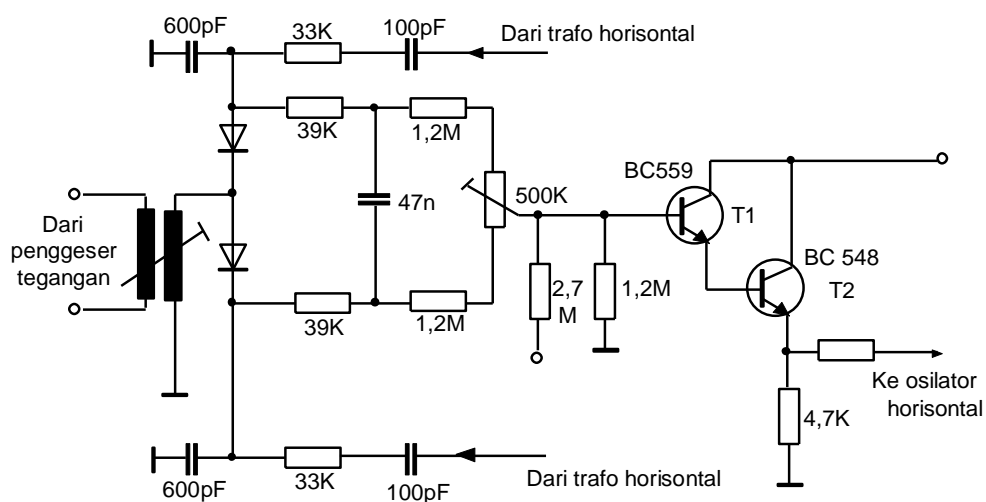 600pF
33K
100pF
Dari trafo horisontal
39K
1,2M
BC559
47n
500K
T1
Dari
penggeser
tegangan
BC 548
T2
2,7
M
1,2M
39K
1,2M
Ke osilator
horisontal
4,7K
600pF
33K
100pF
Dari trafo horisontal